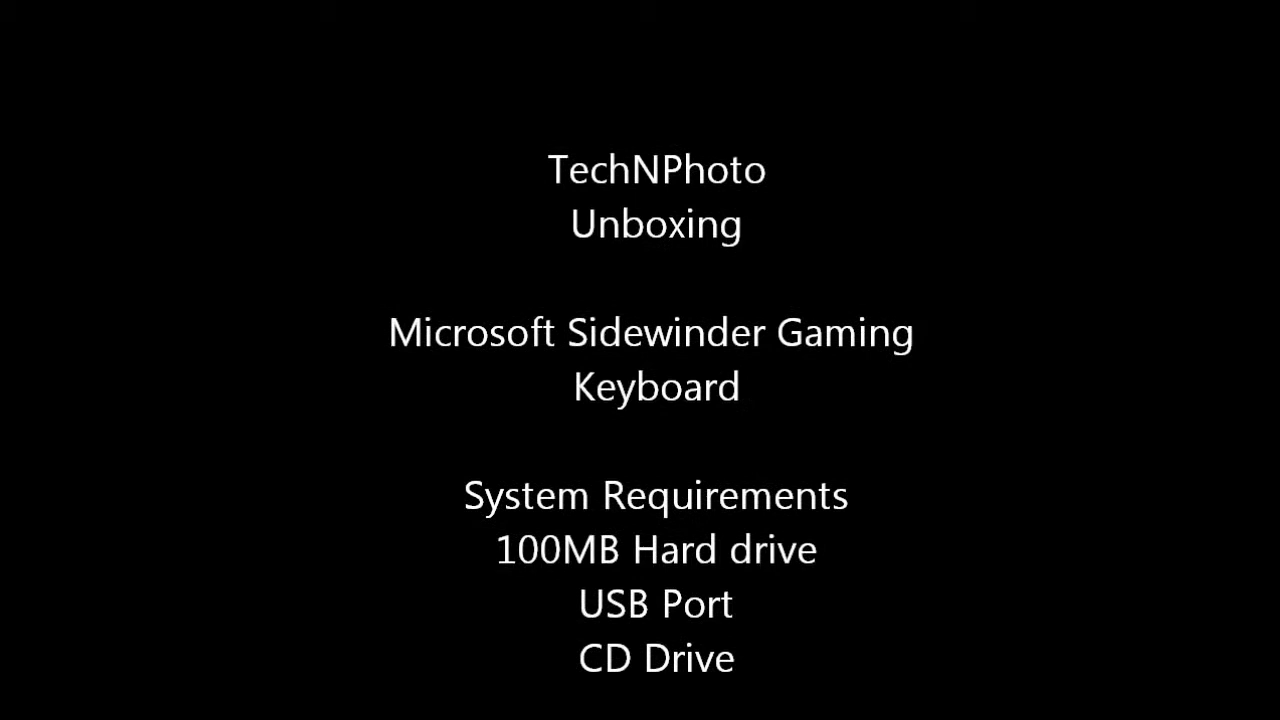 TechNPhoto
Unboxing
Microsoft Sidewinder Gaming
Keyboard
System Requirements
100MB Hard drive
USB Port
CD Drive